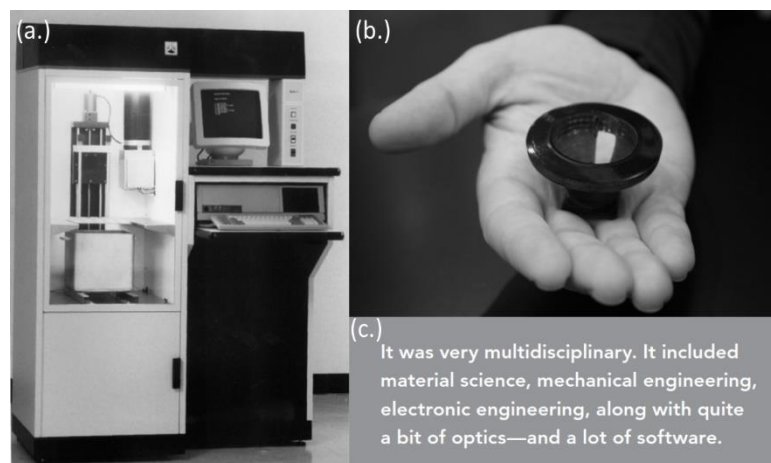 (a.)
(b.)
(c.)
It was very multidisciplinary. It included
material science, mechanical engineering,
electronic engineering, along with quite
a bit of optics—and a lot of software.